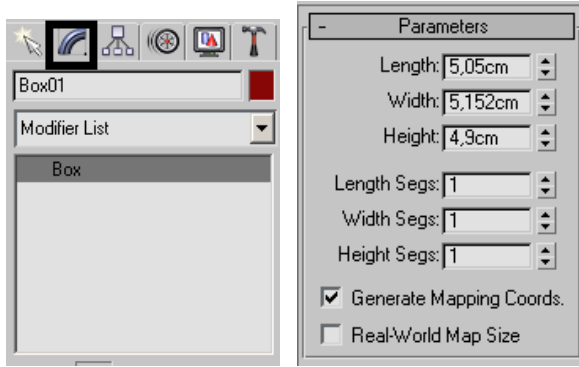 Box01
Modifier List
Box
- Parameters
Length: 5,05cm
Width: 5,152cm
Height: 4,9cm
Length Segs: 1
Width Segs: 1
Height Segs: 1
Generate Mapping Coords.
Real-World Map Size